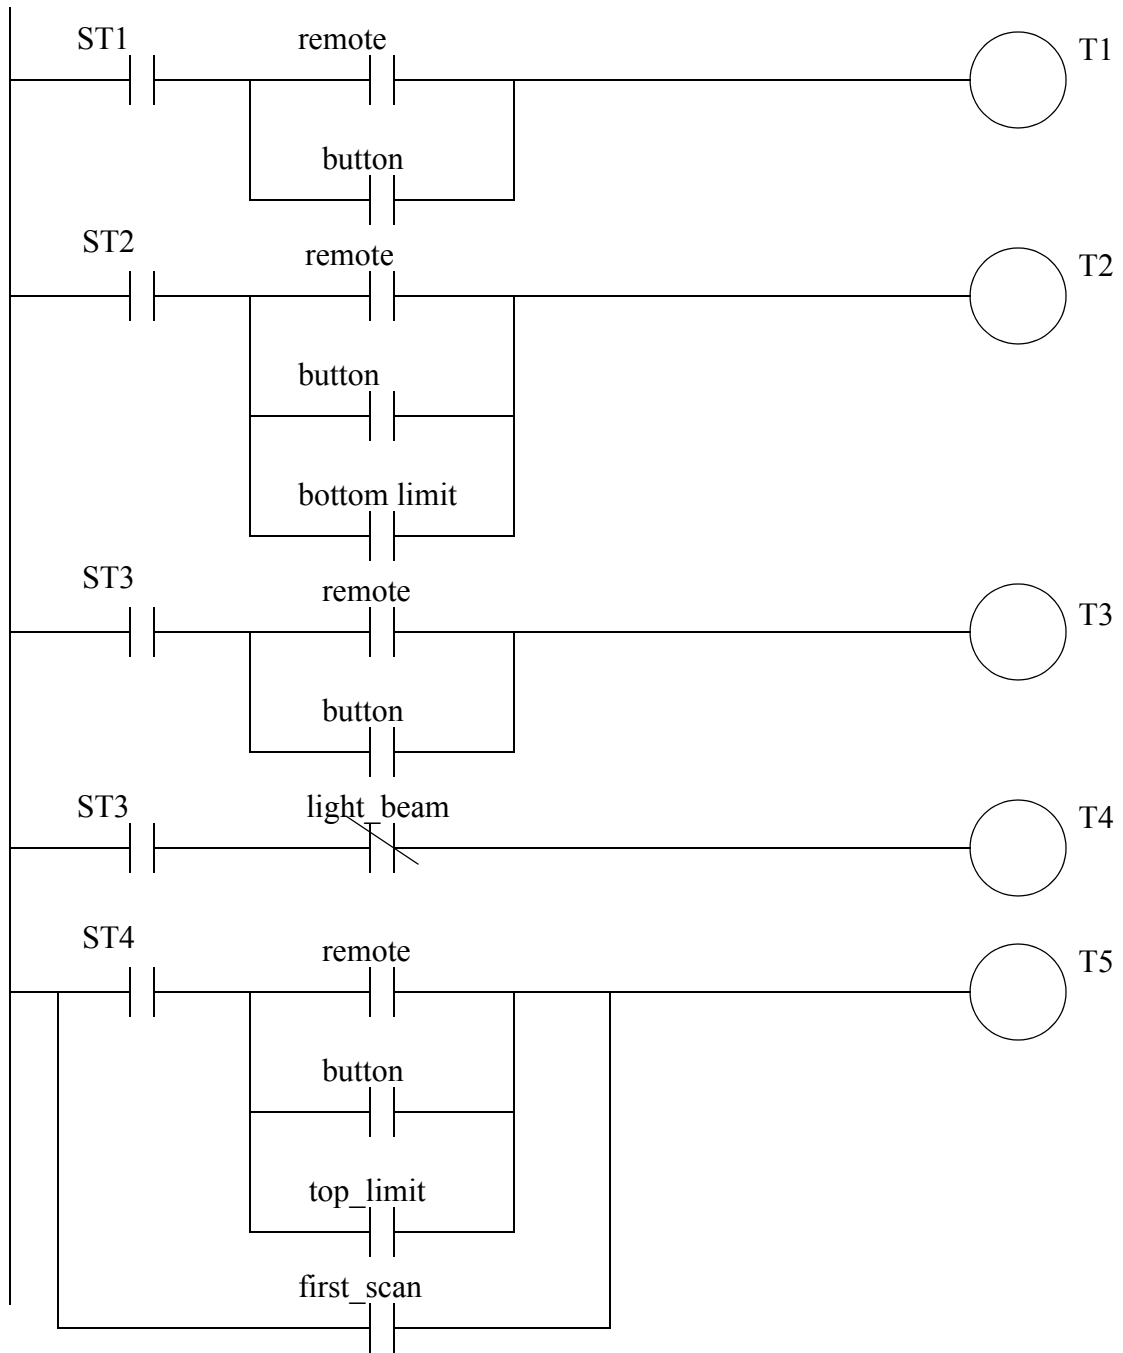 ST1
remote
T1
button
ST2
remote
T2
button
bottom limit
ST3
remote
T3
button
ST3
light_beam
T4
ST4
remote
T5
button
top_limit
first_scan